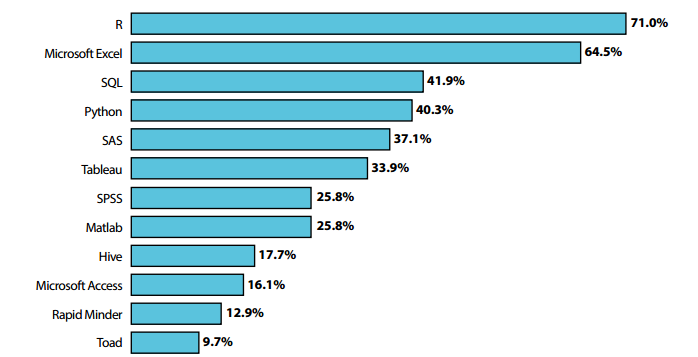 R 71.0%
Microsoft Excel 64.5%
SQL 41.9%
Python 40.3%
SAS 37.1%
Tableau 33.9%
SPSS 25.8%
Matlab 25.8%
Hive 17.7%
Microsoft Access 16.1%
Rapid Minder 12.9%
Toad 9.7%